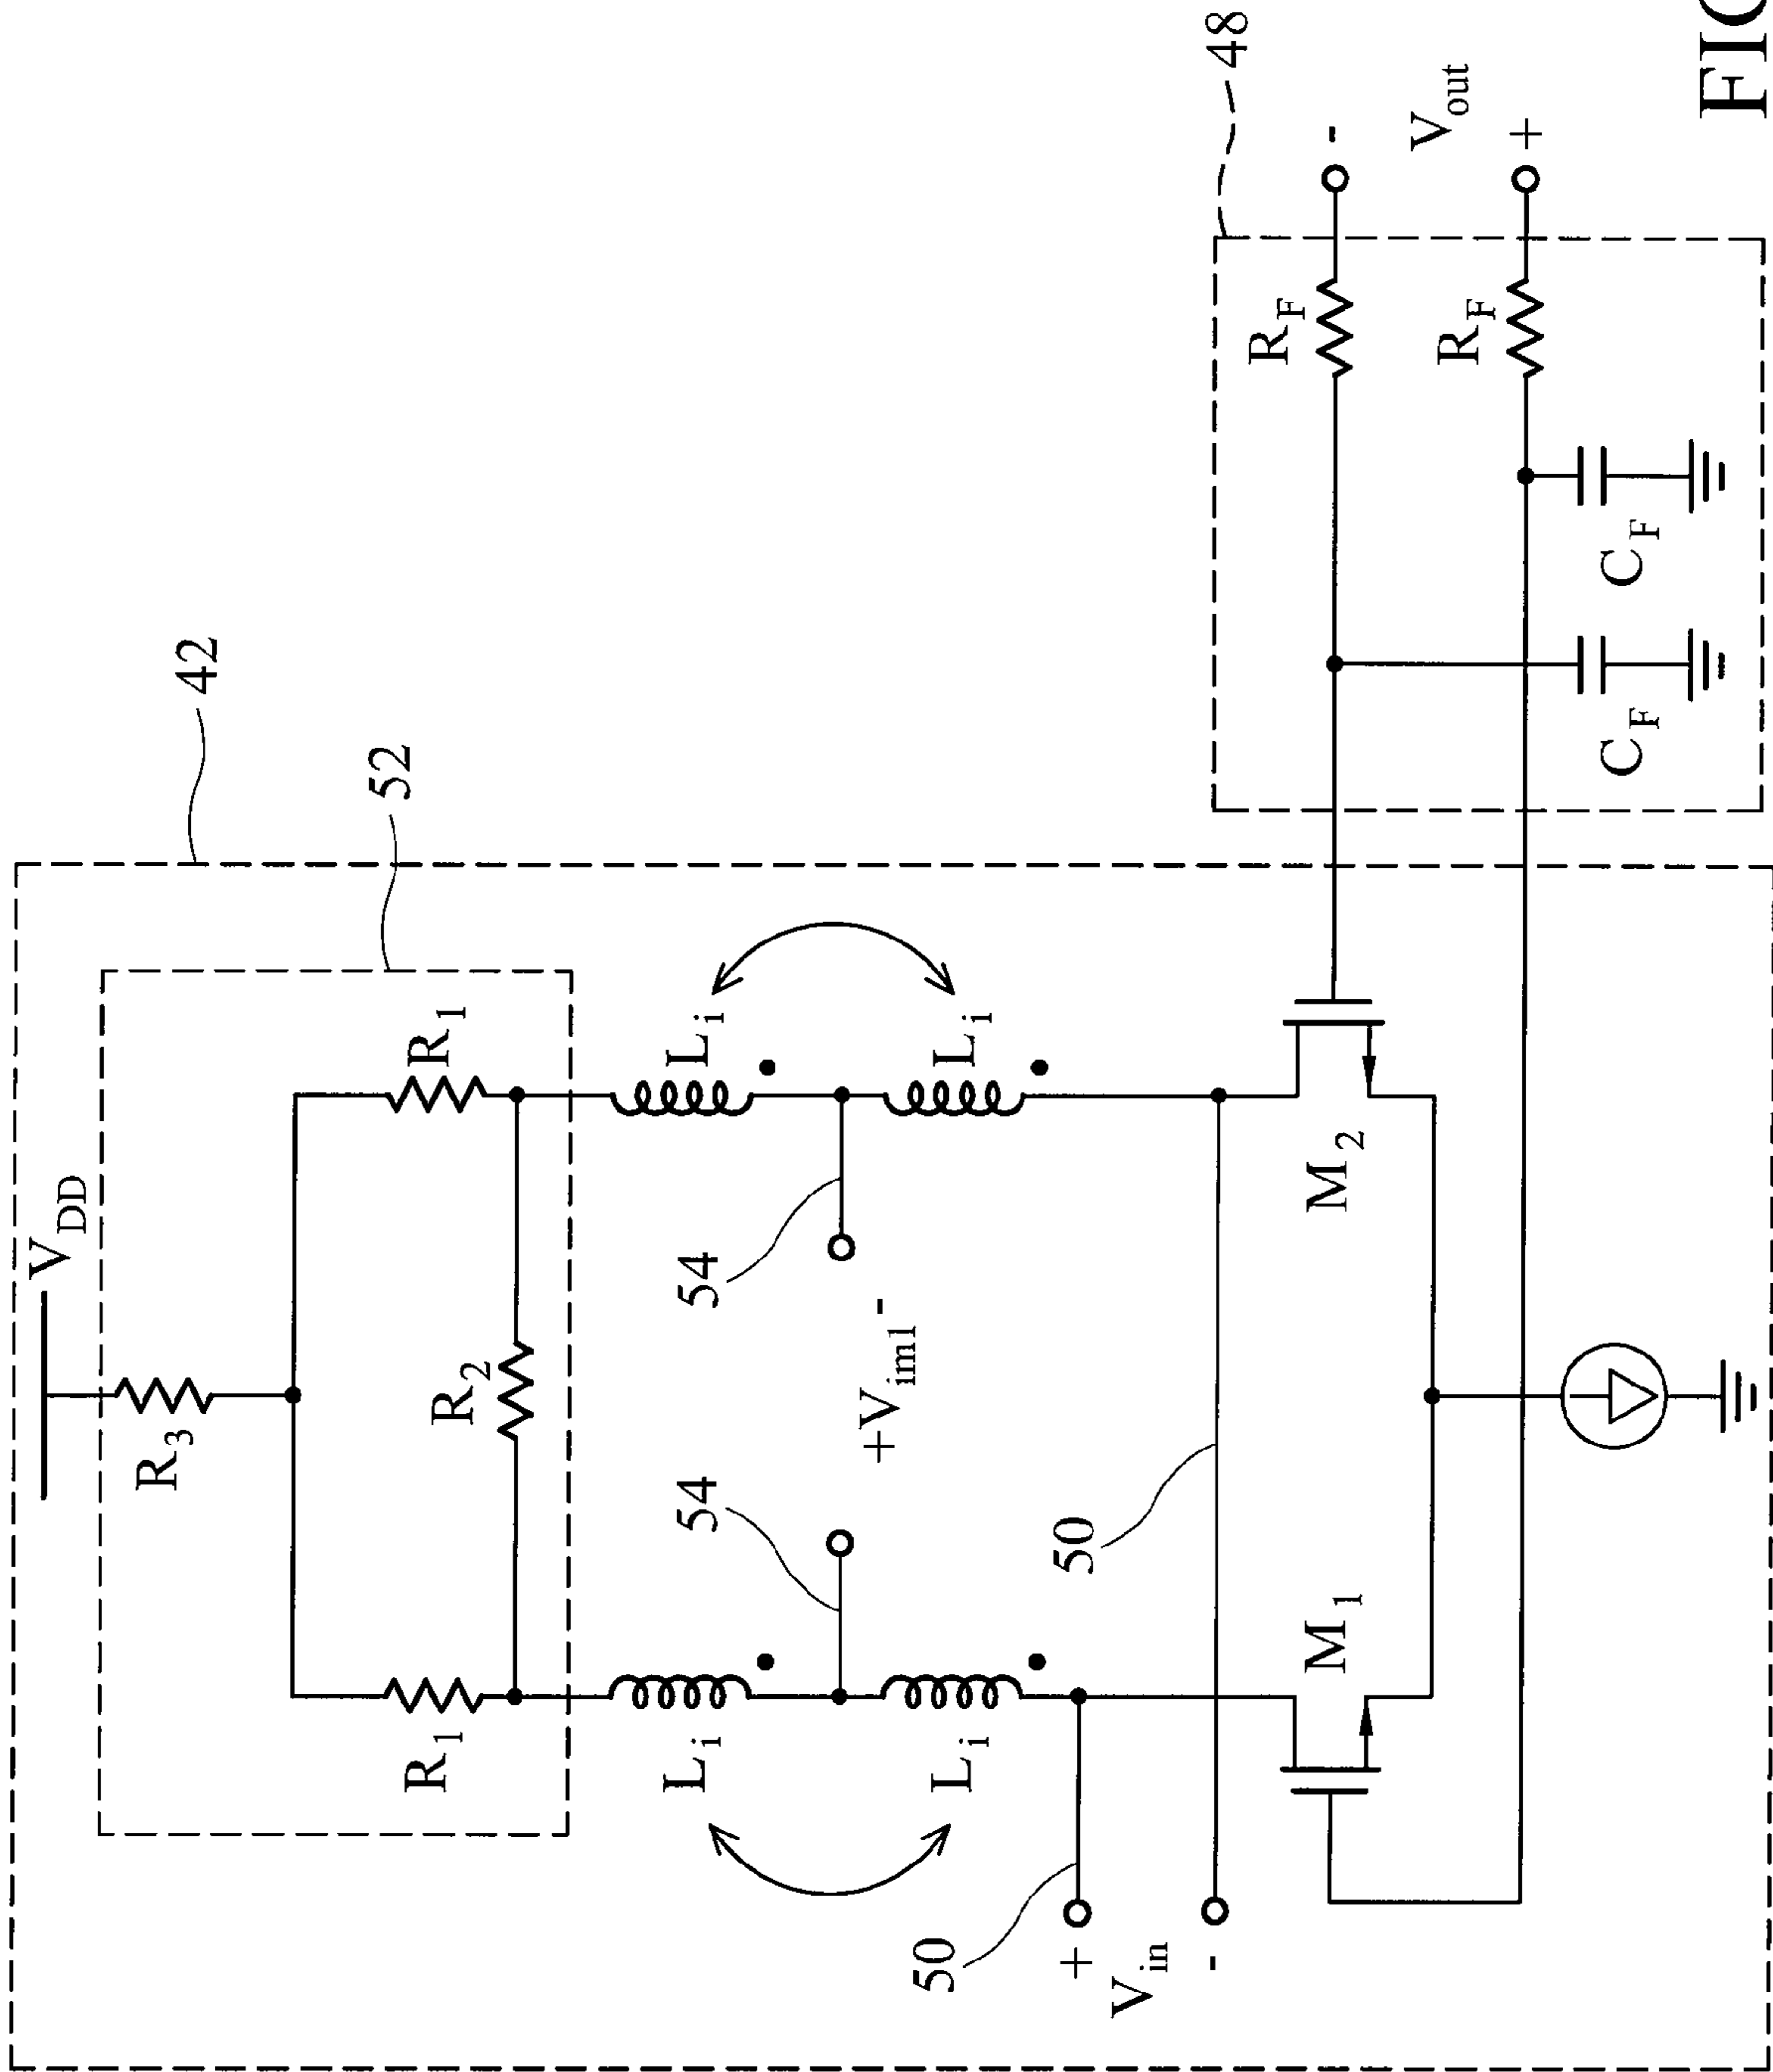 V_DD
R_3
42
R_1
R_1
52
R_2
L_i
54
54
L_i
+V_im1-
50
L_i
L_i
+
50
V_in
-
48
R_F
M_1
M_2
-
R_F
V_out
+
C_F
C_F